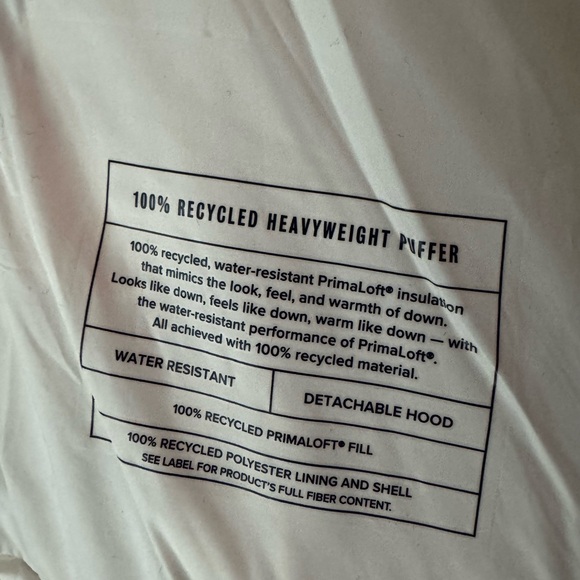 100% RECYCLED HEAVYWEIGHT PUFFER
100% recycled, water-resistant PrimaLoft® insulation
that mimics the look, feel, and warmth of down.
Looks like down, feels like down, warm like down — with
the water-resistant performance of PrimaLoft®.
All achieved with 100% recycled material.
WATER RESISTANT
DETACHABLE HOOD
100% RECYCLED PRIMALOFT® FILL
100% RECYCLED POLYESTER LINING AND SHELL
SEE LABEL FOR PRODUCT'S FULL FIBER CONTENT.